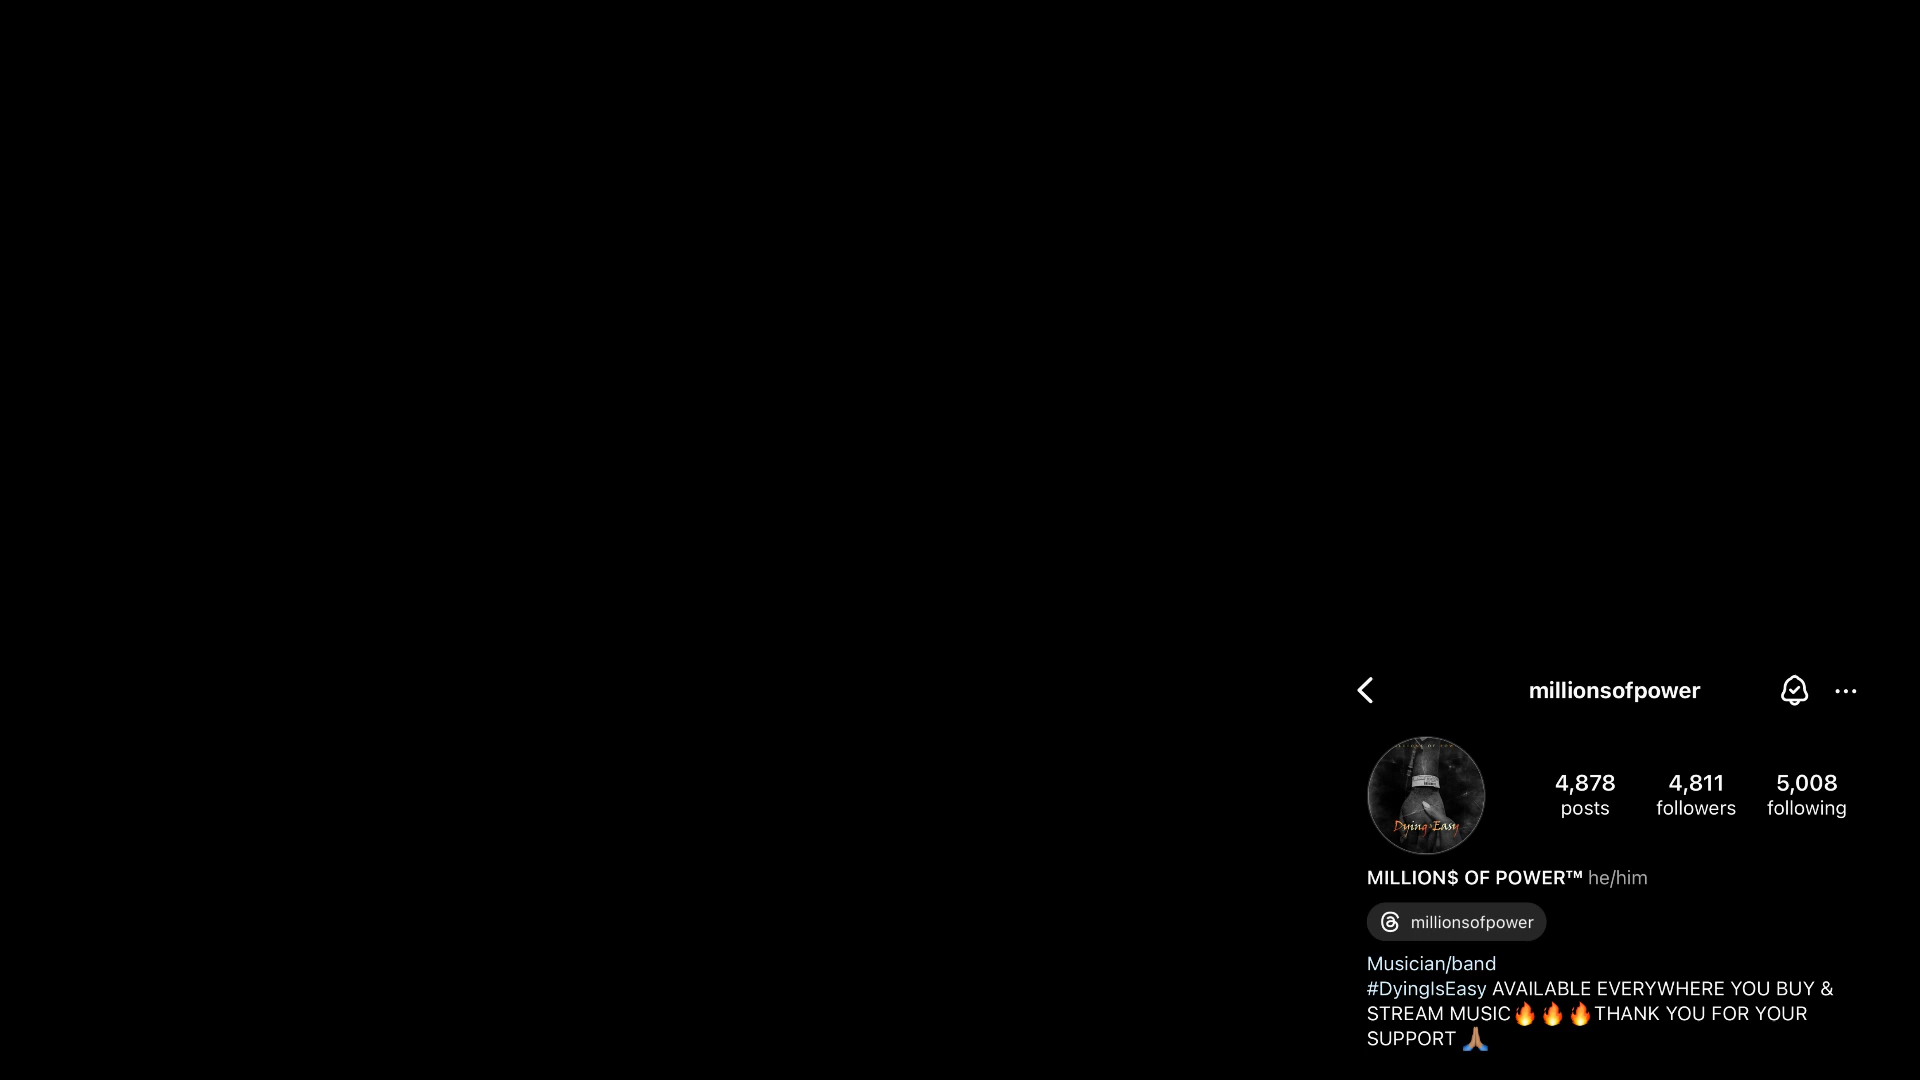 millionsofpower
Dying Easy
4,878 4,811 5,008
posts followers following
MILLION$ OF POWER™ he/him
millionsofpower
Musician/band
#DyingIsEasy AVAILABLE EVERYWHERE YOU BUY &
STREAM MUSIC🔥🔥🔥THANK YOU FOR YOUR
SUPPORT 🙏🏽